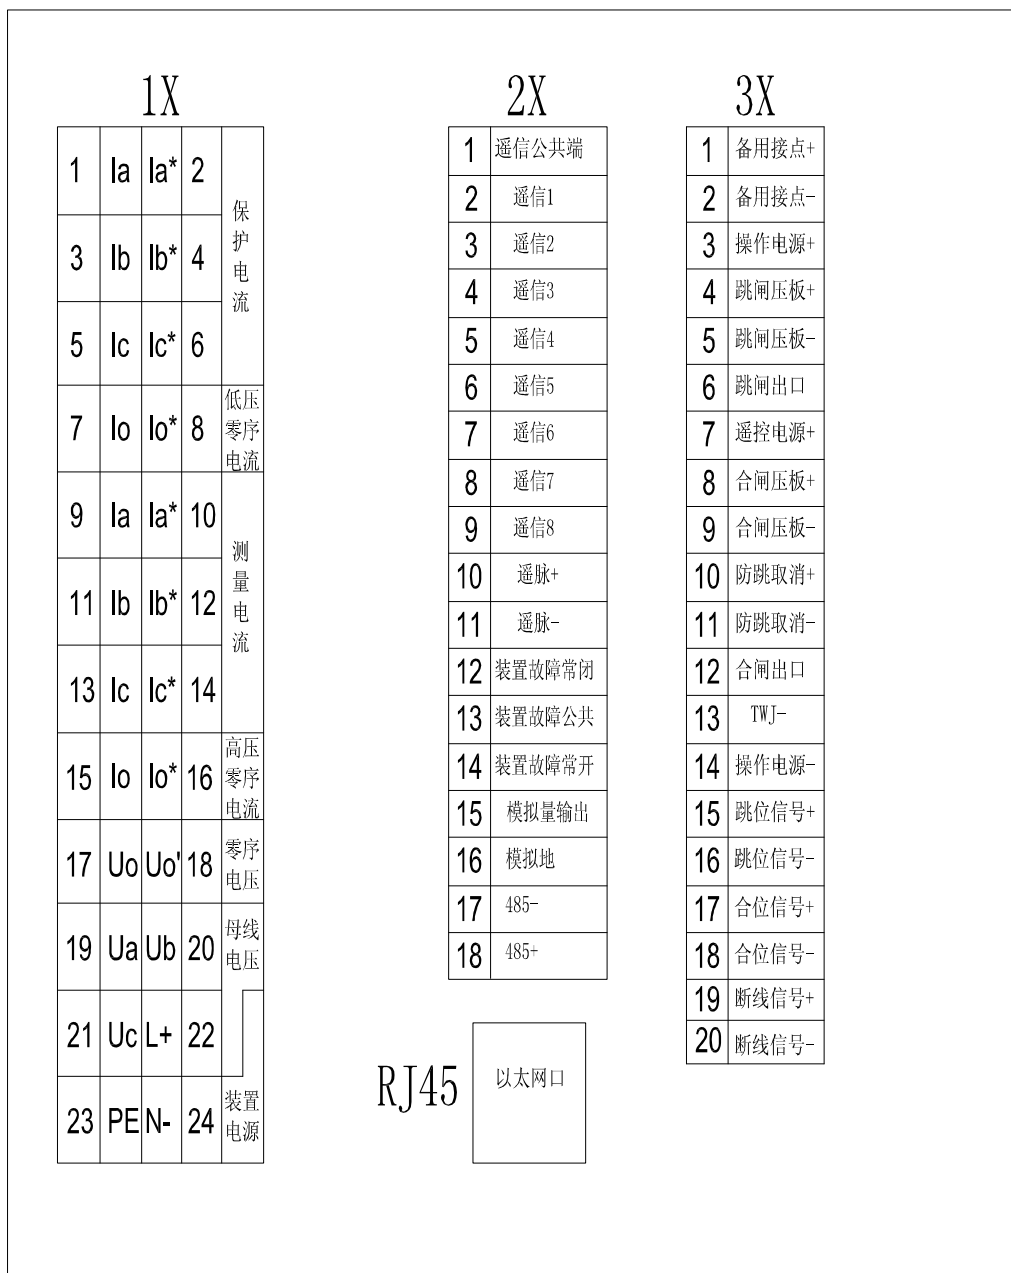 1X
1 Ia Ia* 2
3 Ib Ib* 4
5 Ic Ic* 6
保
护
电
流
7 Io Io* 8
低压
零序
电流
9 Ia Ia* 10
11 Ib Ib* 12
13 Ic Ic* 14
测
量
电
流
15 Io Io* 16
高压
零序
电流
17 Uo Uo' 18
零序
电压
19 Ua Ub 20
母线
电压
21 Uc L+ 22
23 PE N- 24
装置
电源
2X
1 遥信公共端
2 遥信1
3 遥信2
4 遥信3
5 遥信4
6 遥信5
7 遥信6
8 遥信7
9 遥信8
10 遥脉+
11 遥脉-
12 装置故障常闭
13 装置故障公共
14 装置故障常开
15 模拟量输出
16 模拟地
17 485-
18 485+
RJ45
以太网口
3X
1 备用接点+
2 备用接点-
3 操作电源+
4 跳闸压板+
5 跳闸压板-
6 跳闸出口
7 遥控电源+
8 合闸压板+
9 合闸压板-
10 防跳取消+
11 防跳取消-
12 合闸出口
13 TWJ-
14 操作电源-
15 跳位信号+
16 跳位信号-
17 合位信号+
18 合位信号-
19 断线信号+
20 断线信号-